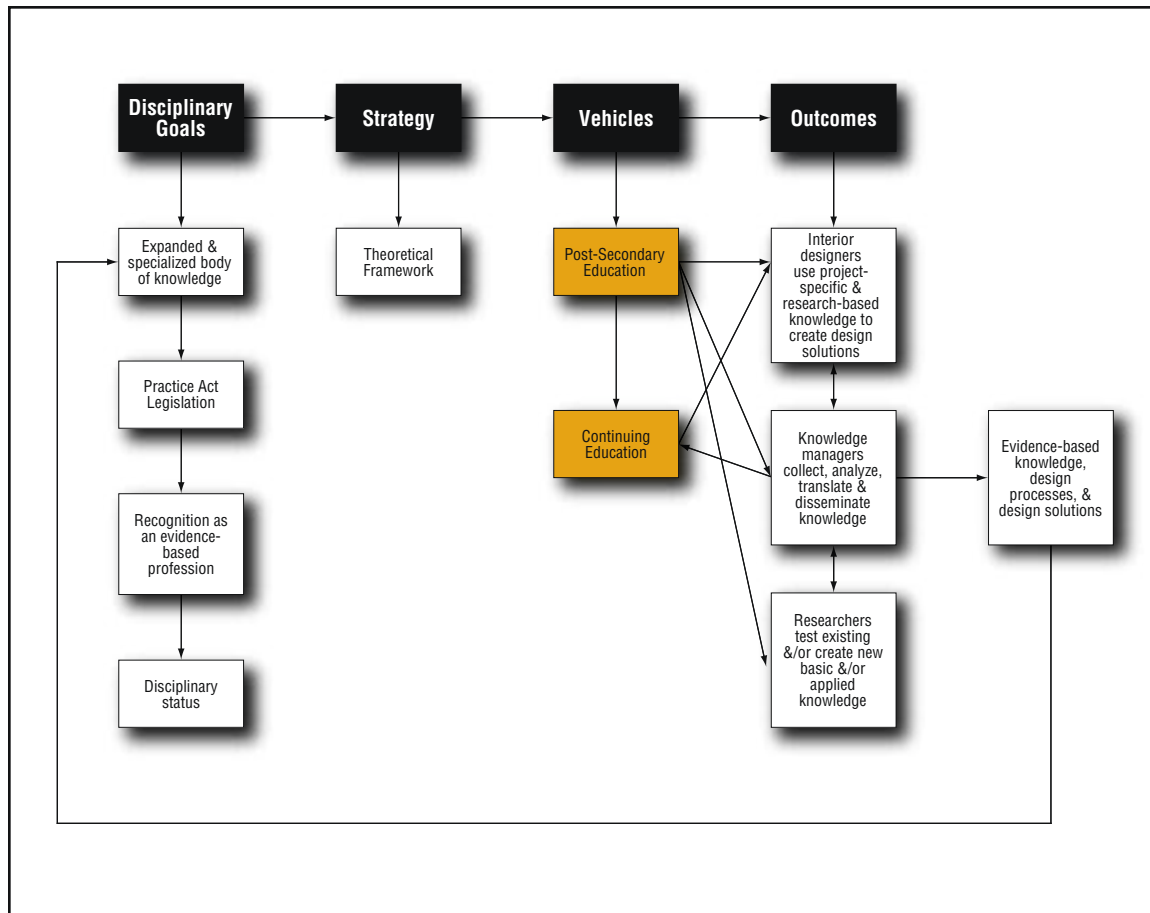 Disciplinary
Goals
Strategy
Vehicles
Outcomes
Expanded &
specialized body
of knowledge
Theoretical
Framework
Post-Secondary
Education
Interior
designers
use project-
specific &
research-based
knowledge to
create design
solutions
Practice Act
Legislation
Continuing
Education
Knowledge
managers
collect, analyze,
translate &
disseminate
knowledge
Evidence-based
knowledge,
design
processes, &
design solutions
Recognition as
an evidence-
based
profession
Researchers
test existing
&/or create new
basic &/or
applied
knowledge
Disciplinary
status